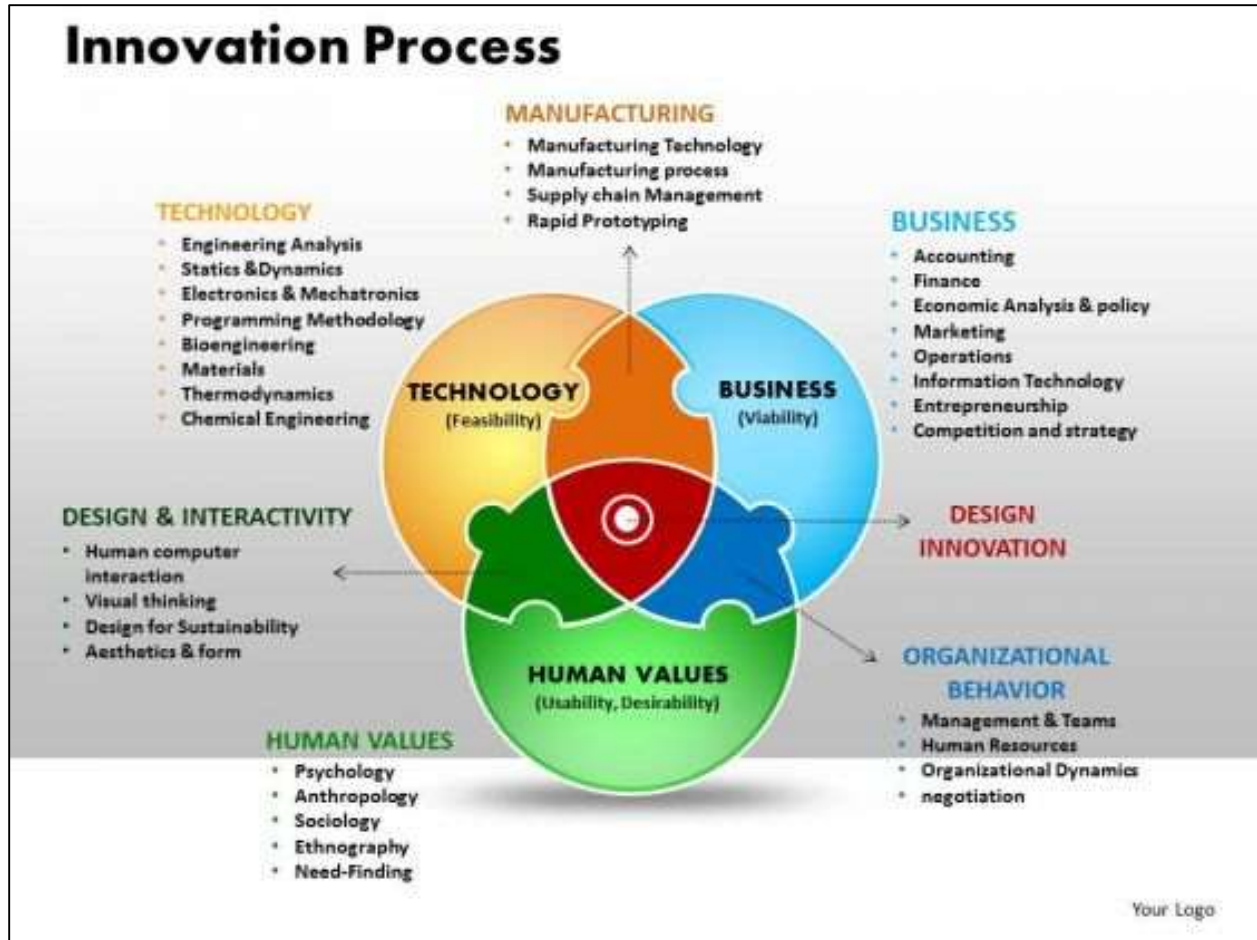 Innovation Process
MANUFACTURING
• Manufacturing Technology
• Manufacturing process
• Supply chain Management
• Rapid Prototyping
TECHNOLOGY
• Engineering Analysis
• Statics &Dynamics
• Electronics & Mechatronics
• Programming Methodology
• Bioengineering
• Materials
• Thermodynamics
• Chemical Engineering
BUSINESS
• Accounting
• Finance
• Economic Analysis & policy
• Marketing
• Operations
• Information Technology
• Entrepreneurship
• Competition and strategy
TECHNOLOGY
(Feasibility)
BUSINESS
(Viability)
DESIGN & INTERACTIVITY
• Human computer
interaction
• Visual thinking
• Design for Sustainability
• Aesthetics & form
DESIGN
INNOVATION
HUMAN VALUES
(Usability, Desirability)
ORGANIZATIONAL
BEHAVIOR
• Management & Teams
• Human Resources
• Organizational Dynamics
• negotiation
HUMAN VALUES
• Psychology
• Anthropology
• Sociology
• Ethnography
• Need-Finding
Your Logo